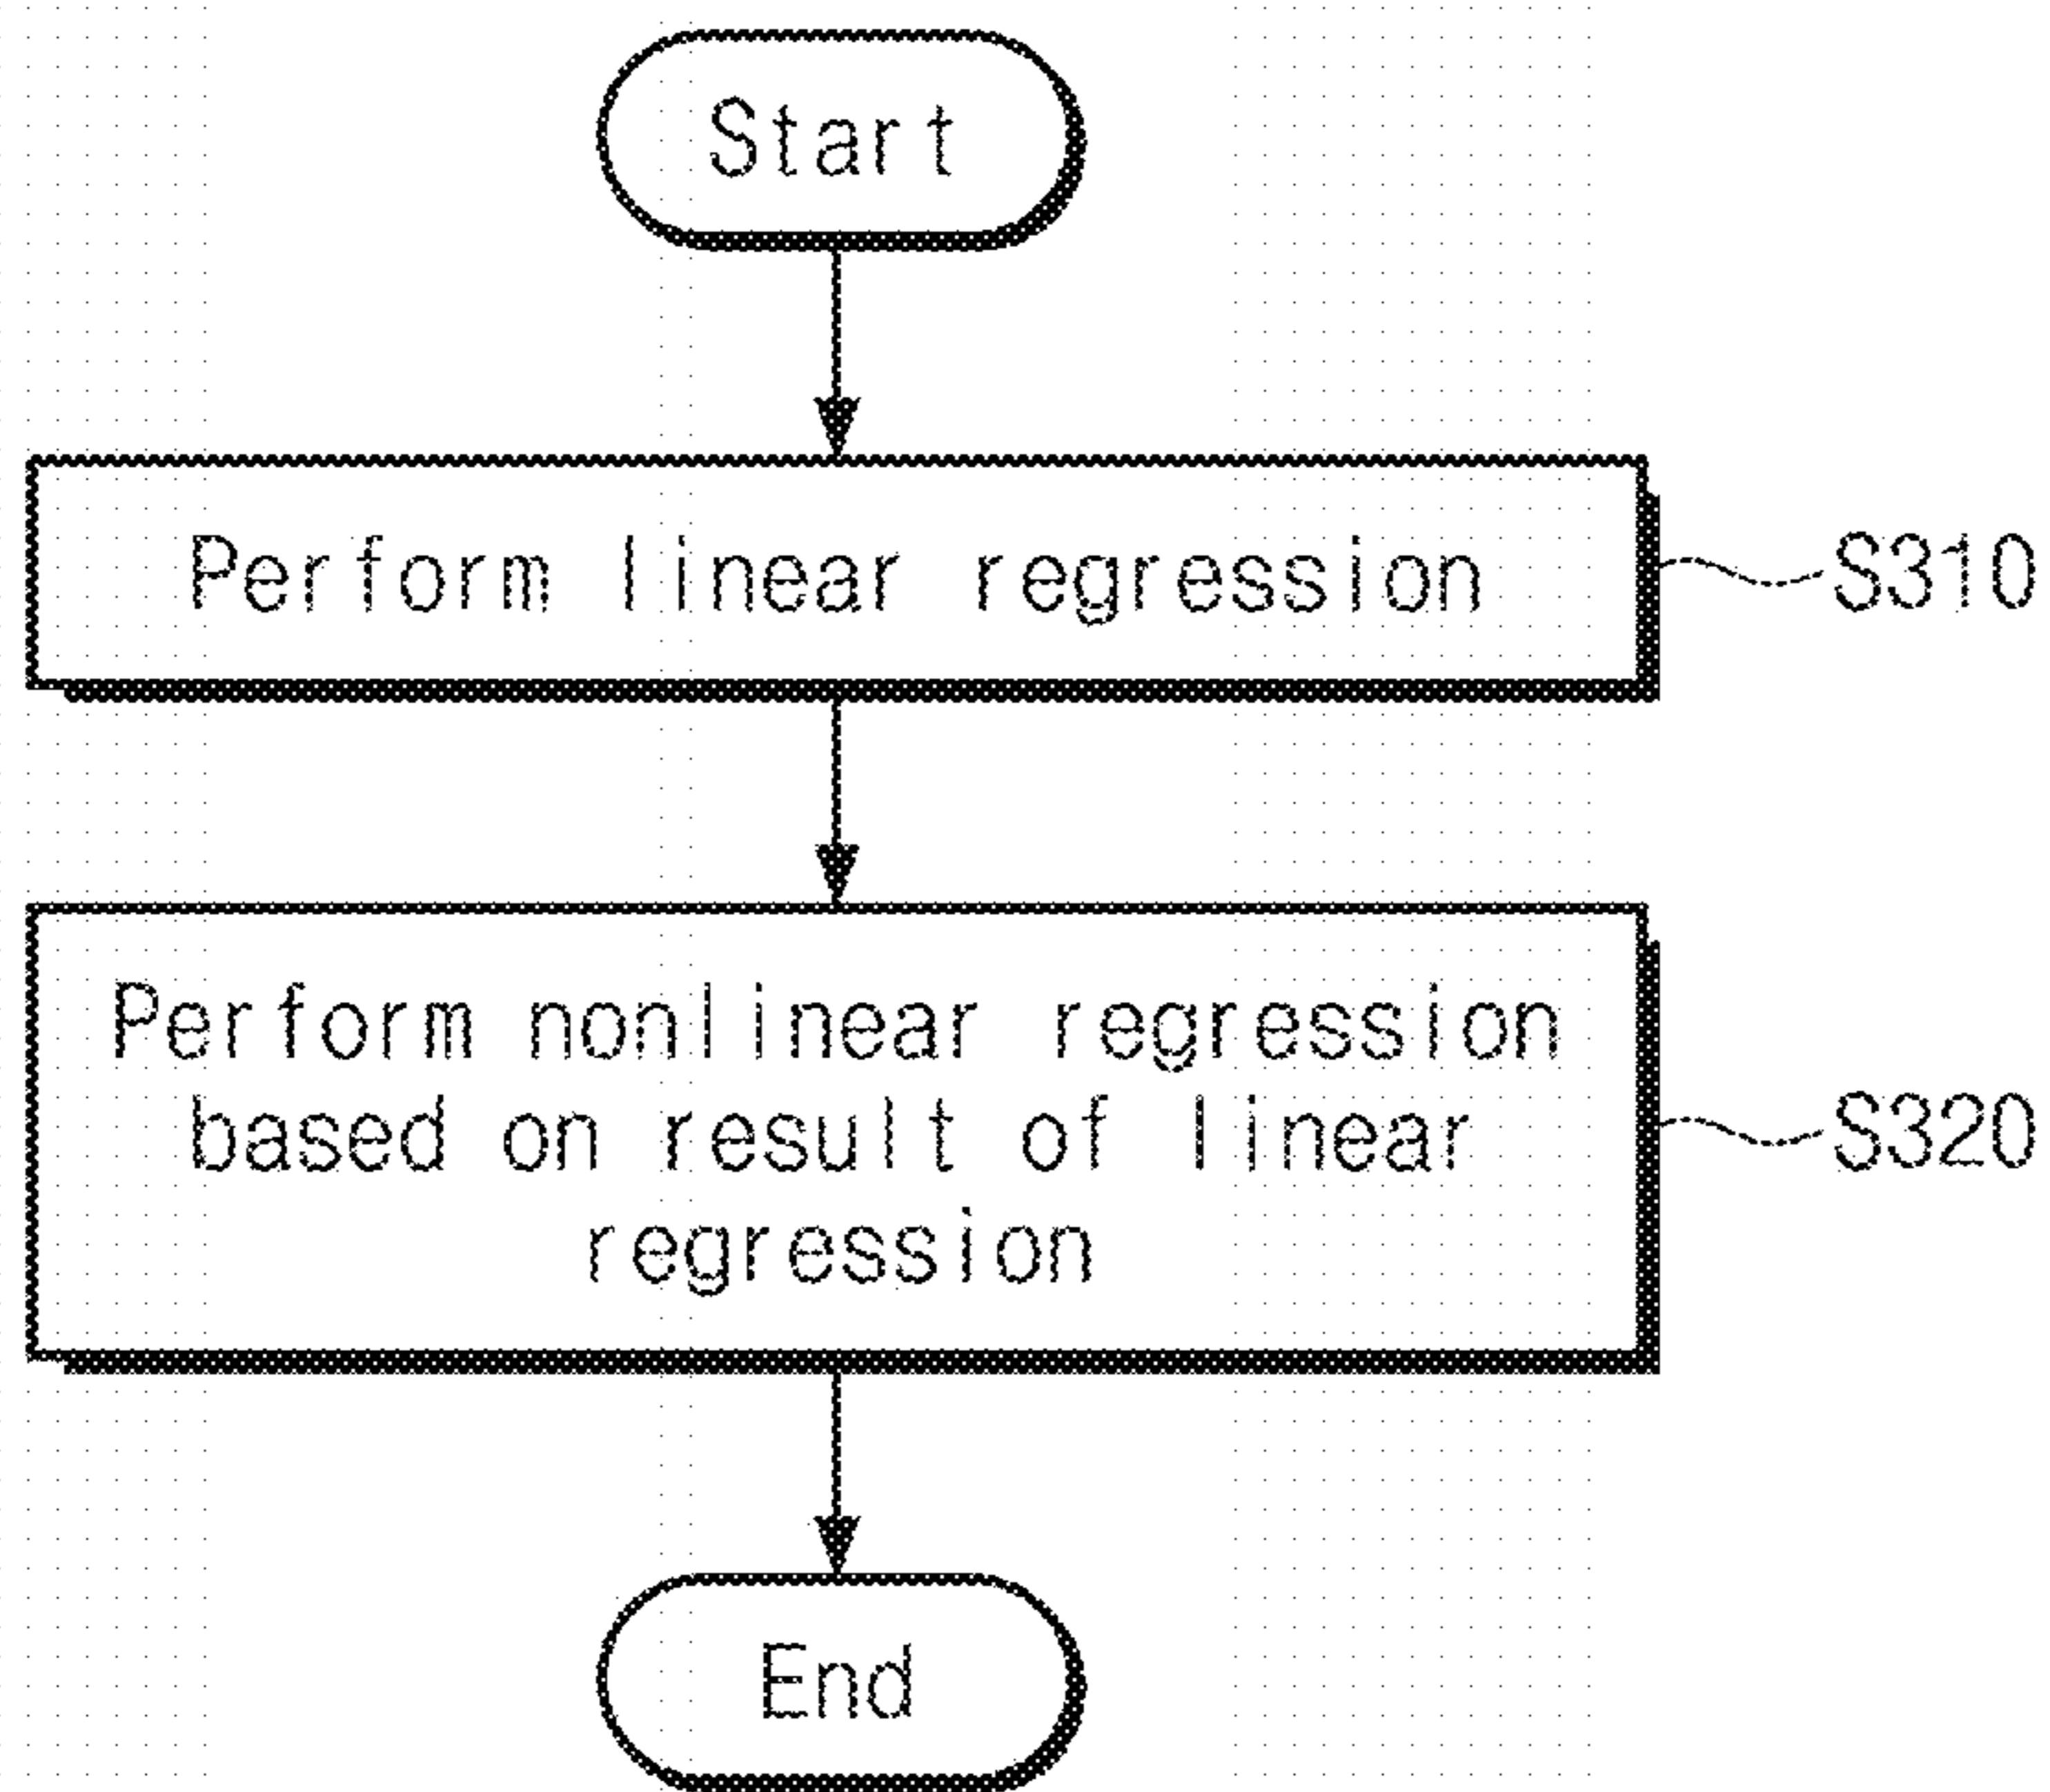 Start
Perform linear regression
S310
Perform nonlinear regression
based on result of linear
regression
S320
End